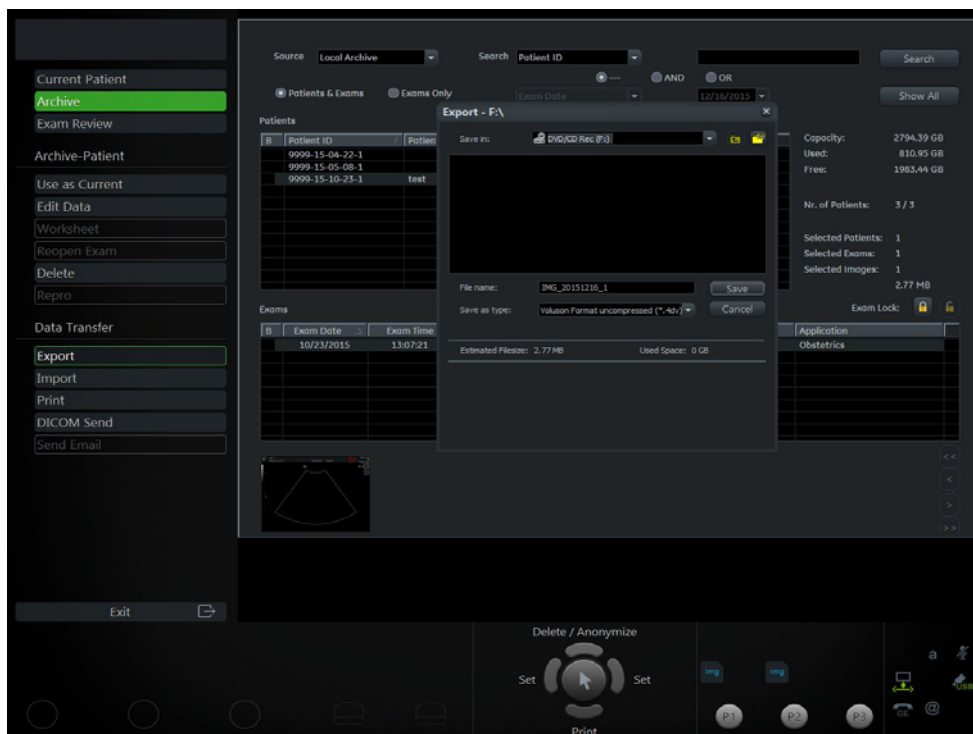 Source Local Archive Search Patient ID Search
--- AND OR
Patients & Exams Exams Only Exam Date 12/16/2015 Show All
Current Patient
Archive
Exam Review
Archive-Patient
Use as Current
Edit Data
Worksheet
Reopen Exam
Delete
Repro
Data Transfer
Export
Import
Print
DICOM Send
Send Email
Exit
Patients
B Patient ID / Patien
9999-15-04-22-1
9999-15-05-08-1
9999-15-10-23-1 test
Exams
B Exam Date Exam Time Application
10/23/2015 13:07:21 Obstetrics
Export - F:\ ×
Save in: DVD/CD Rec (F:)
File name: IMG_20151216_1 Save
Save as type: Voluson Format uncompressed (*.4dv) Cancel
Estimated Filesize: 2.77 MB Used Space: 0 GB
Capacity: 2794.39 GB
Used: 810.95 GB
Free: 1983.44 GB
Nr. of Patients: 3 / 3
Selected Patients: 1
Selected Exams: 1
Selected Images: 1
2.77 MB
Exam Lock:
<<
<
>
>>
Delete / Anonymize
Set Set
Print
Img Img
P1 P2 P3
a
USB
GE @